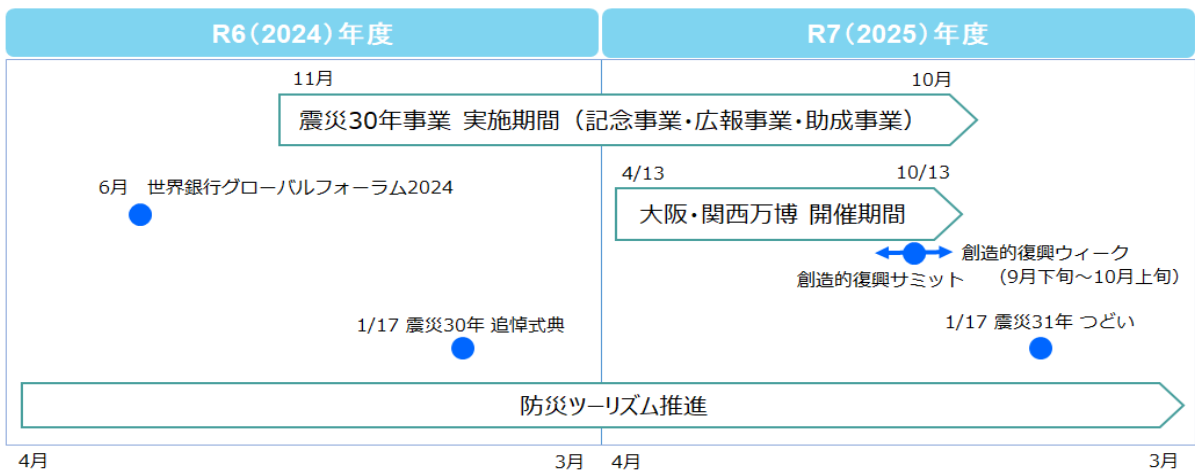 R6(2024)年度
R7(2025)年度
11月
10月
震災30年事業 実施期間（記念事業･広報事業･助成事業）
6月　世界銀行グローバルフォーラム2024
4/13
10/13
大阪･関西万博 開催期間
創造的復興ウィーク
（9月下旬～10月上旬）
創造的復興サミット
1/17 震災30年 追悼式典
1/17 震災31年 つどい
防災ツーリズム推進
4月
3月
4月
3月